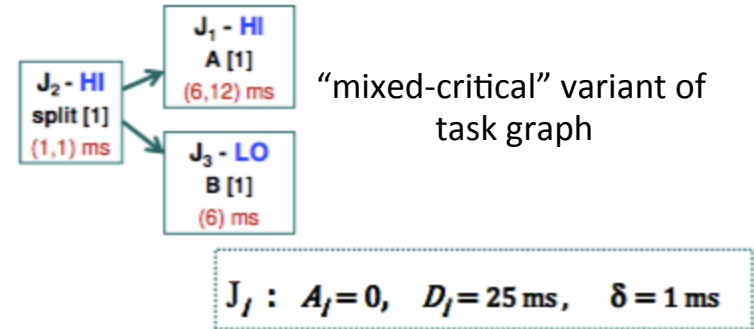 J₂ - HI
split [1]
(1,1) ms
J₁ - HI
A [1]
(6,12) ms
J₃ - LO
B [1]
(6) ms
“mixed-critical” variant of
task graph
Jᵢ : Aᵢ = 0, Dᵢ = 25 ms, δ = 1 ms